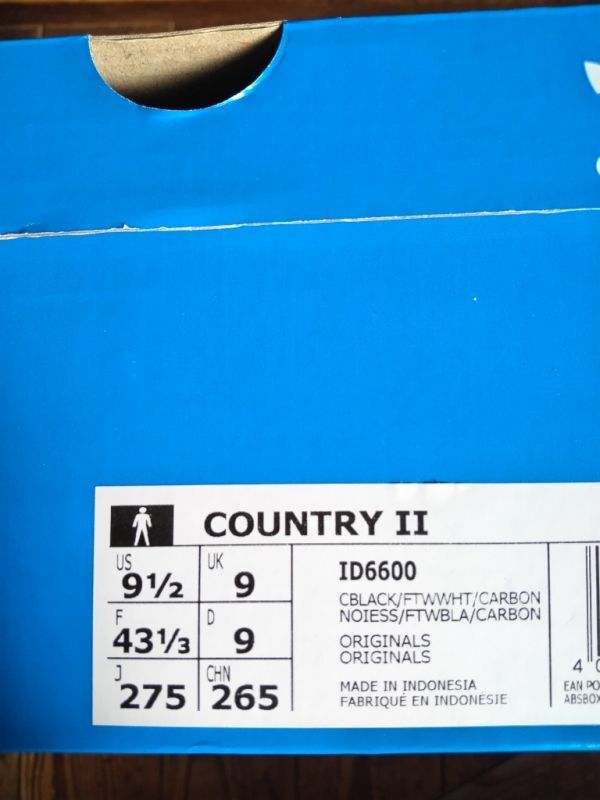 COUNTRY II
US UK
9½ 9
F D
43⅓ 9
J CHN
275 265
ID6600
CBLACK/FTWWHT/CARBON
NOIESS/FTWBLA/CARBON
ORIGINALS
ORIGINALS
MADE IN INDONESIA
FABRIQUÉ EN INDONÉSIE
4
EAN PO
ABSBOX